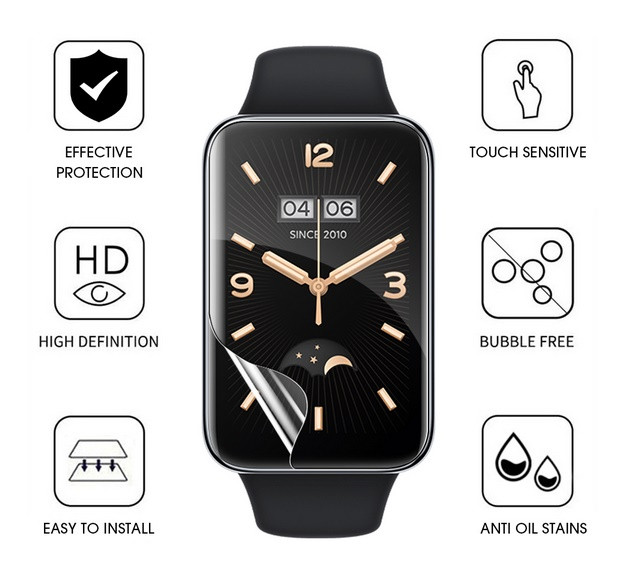 EFFECTIVE
PROTECTION
HD
HIGH DEFINITION
EASY TO INSTALL
12
04 06
SINCE 2010
9
3
TOUCH SENSITIVE
BUBBLE FREE
ANTI OIL STAINS